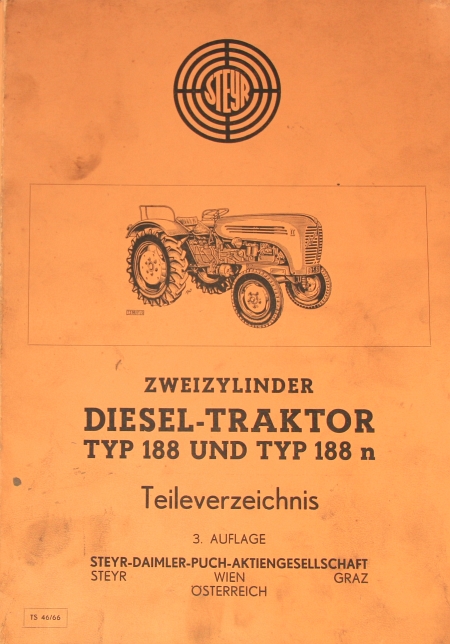 STEYR
ZWEIZYLINDER
DIESEL-TRAKTOR
TYP 188 UND TYP 188 n
Teileverzeichnis
3. AUFLAGE
STEYR-DAIMLER-PUCH-AKTIENGESELLSCHAFT
STEYR WIEN GRAZ
ÖSTERREICH
TS 46/66